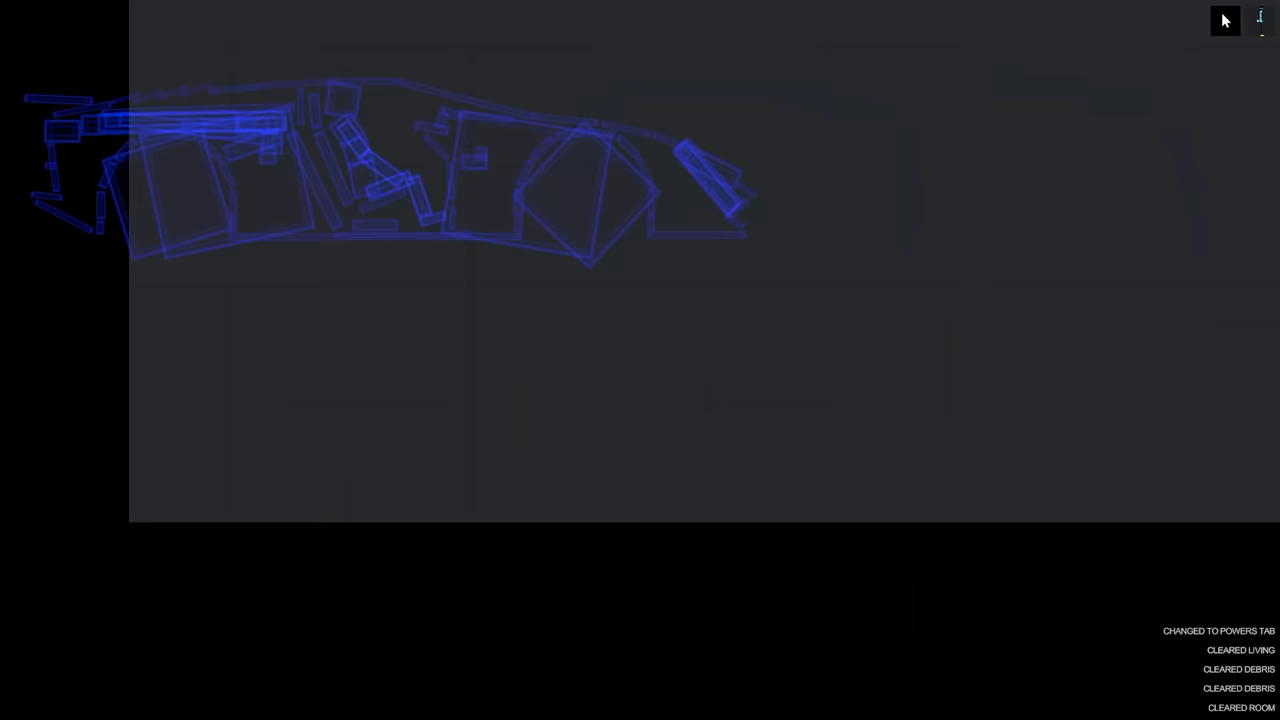 CHANGED TO POWERS TAB
CLEARED LIVING
CLEARED DEBRIS
CLEARED DEBRIS
CLEARED ROOM